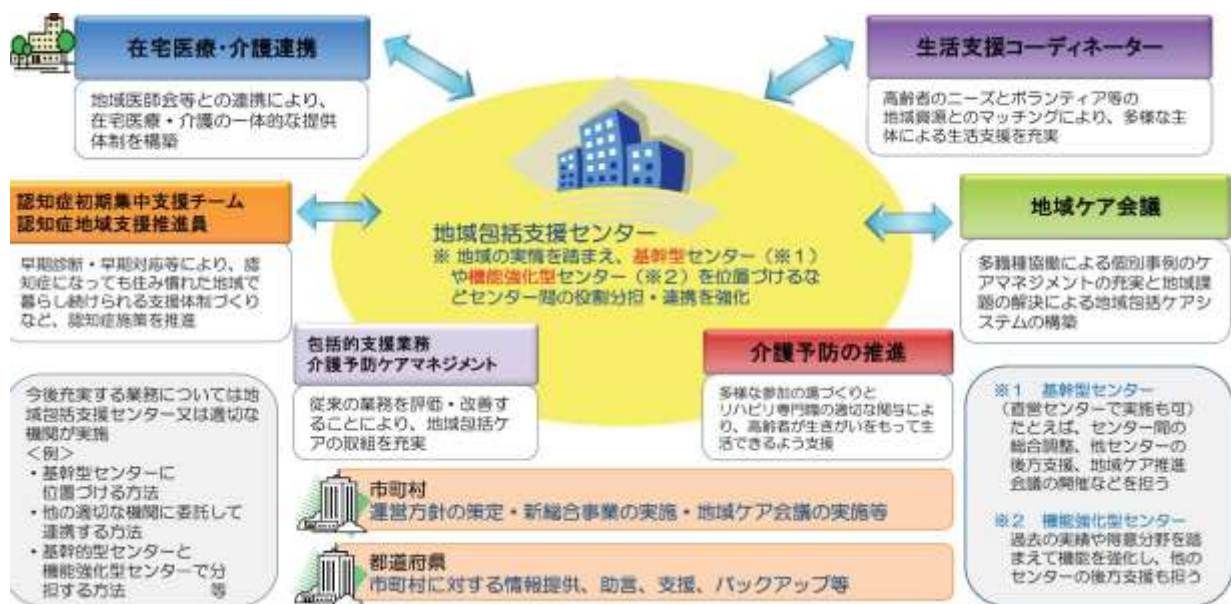 在宅医療・介護連携
地域医師会等との連携により、
在宅医療・介護の一体的な提供
体制を構築
生活支援コーディネーター
高齢者のニーズとボランティア等の
地域資源とのマッチングにより、多様な主
体による生活支援を充実
認知症初期集中支援チーム
認知症地域支援推進員
早期診断・早期対応等により、認
知症になっても住み慣れた地域で
暮らし続けられる支援体制づくり
など、認知症施策を推進
地域包括支援センター
※ 地域の実情を踏まえ、基幹型センター（※１）
や機能強化型センター（※２）を位置づけるな
どセンター間の役割分担・連携を強化
地域ケア会議
多職種協働による個別事例のケ
アマネジメントの充実と地域課
題の解決による地域包括ケアシ
ステムの構築
包括的支援業務
介護予防ケアマネジメント
従来の業務を評価・改善す
ることにより、地域包括ケ
アの取組を充実
介護予防の推進
多様な参加の場づくりと
リハビリ専門職の適切な関与によ
り、高齢者が生きがいをもって生
活できるよう支援
今後充実する業務については地
域包括支援センター又は適切な
機関が実施
＜例＞
・基幹型センターに
位置づける方法
・他の適切な機関に委託して
連携する方法
・基幹的型センターと
機能強化型センターで分
担する方法　　　等
市町村
運営方針の策定・新総合事業の実施・地域ケア会議の実施等
都道府県
市町村に対する情報提供、助言、支援、バックアップ等
※１　基幹型センター
（直営センターで実施も可）
たとえば、センター間の
総合調整、他センターの
後方支援、地域ケア推進
会議の開催などを担う
※２　機能強化型センター
過去の実績や得意分野を踏
まえて機能を強化し、他の
センターの後方支援も担う